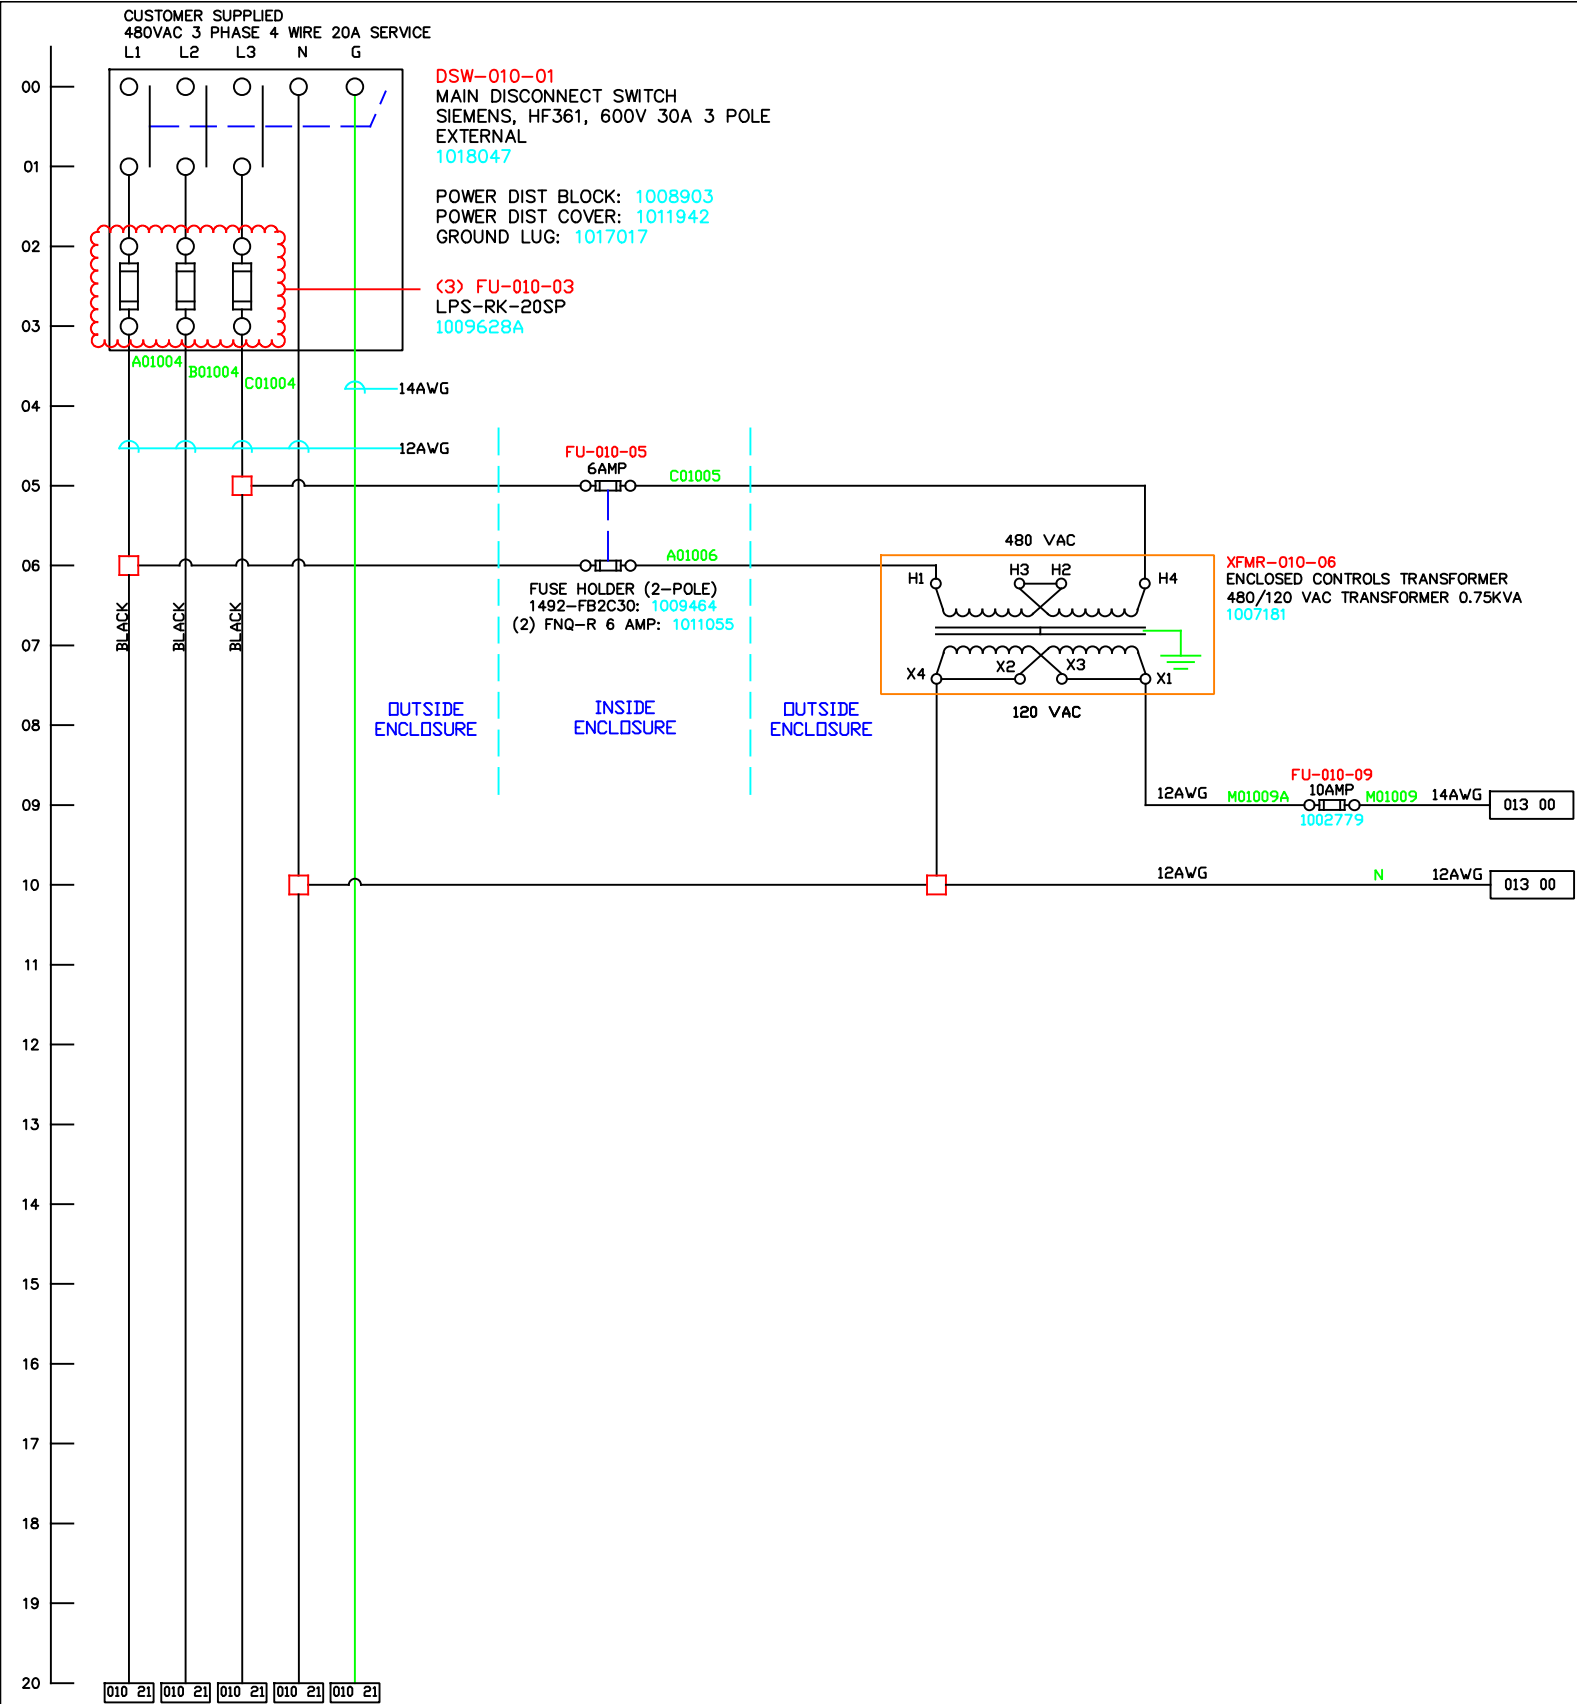 CUSTOMER SUPPLIED
480VAC 3 PHASE 4 WIRE 20A SERVICE
L1 L2 L3 N G
00
DSW-010-01
MAIN DISCONNECT SWITCH
SIEMENS, HF361, 600V 30A 3 POLE
EXTERNAL
1018047
01
POWER DIST BLOCK: 1008903
POWER DIST COVER: 1011942
GROUND LUG: 1017017
02
(3) FU-010-03
LPS-RK-20SP
1009628A
03
A01004
B01004
C01004
14AWG
04
12AWG
FU-010-05
6AMP
C01005
05
480 VAC
A01006
06
H1 H3 H2 H4
XFMR-010-06
ENCLOSED CONTROLS TRANSFORMER
480/120 VAC TRANSFORMER 0.75KVA
1007181
FUSE HOLDER (2-POLE)
1492-FB2C30: 1009464
(2) FNQ-R 6 AMP: 1011055
BLACK
BLACK
BLACK
07
X4 X2 X3 X1
120 VAC
OUTSIDE
ENCLOSURE
INSIDE
ENCLOSURE
OUTSIDE
ENCLOSURE
08
FU-010-09
10AMP
09
12AWG M01009A M01009 14AWG 013 00
1002779
10
12AWG N 12AWG 013 00
11
12
13
14
15
16
17
18
19
20
010 21 010 21 010 21 010 21 010 21